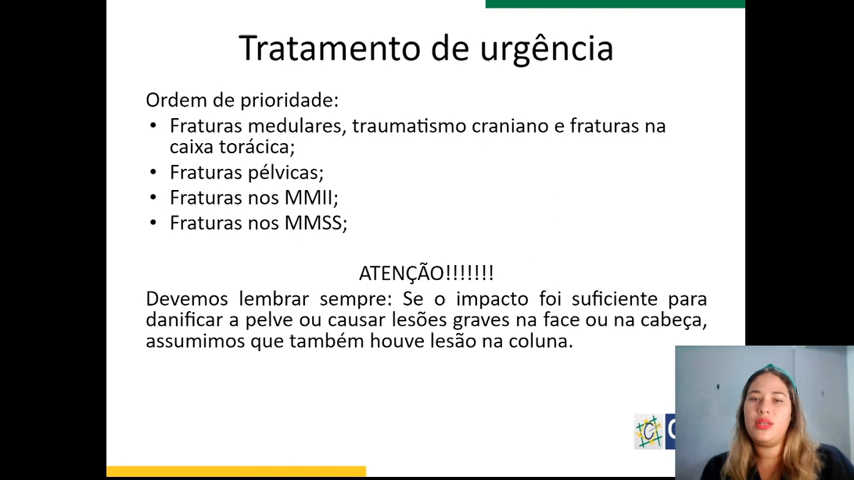 Tratamento de urgência
Ordem de prioridade:
• Fraturas medulares, traumatismo craniano e fraturas na
caixa torácica;
• Fraturas pélvicas;
• Fraturas nos MMII;
• Fraturas nos MMSS;
ATENÇÃO!!!!!!!
Devemos lembrar sempre: Se o impacto foi suficiente para
danificar a pelve ou causar lesões graves na face ou na cabeça,
assumimos que também houve lesão na coluna.
C